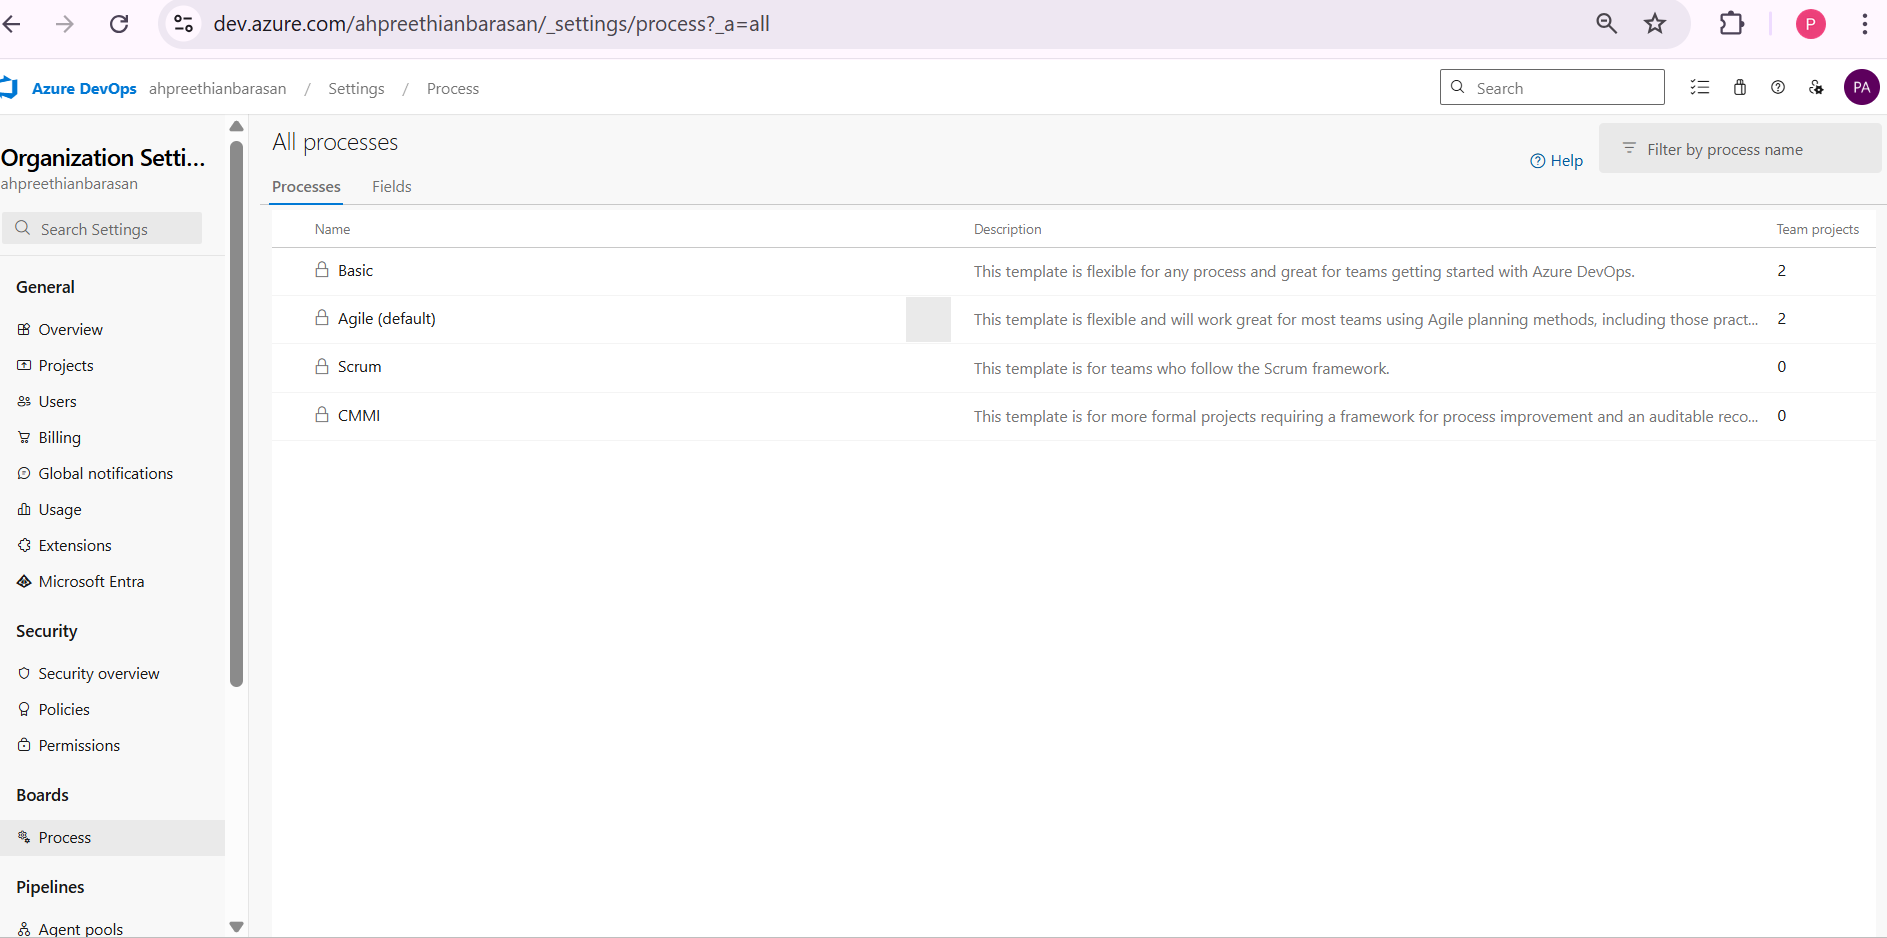 dev.azure.com/ahpreethianbarasan/_settings/process?_a=all
P
Azure DevOps ahpreethianbarasan / Settings / Process
Search
PA
Organization Setti...
ahpreethianbarasan
Search Settings
General
Overview
Projects
Users
Billing
Global notifications
Usage
Extensions
Microsoft Entra
Security
Security overview
Policies
Permissions
Boards
Process
Pipelines
Agent pools
All processes
Help
Filter by process name
Processes Fields
Name Description Team projects
Basic This template is flexible for any process and great for teams getting started with Azure DevOps. 2
Agile (default) This template is flexible and will work great for most teams using Agile planning methods, including those pract... 2
Scrum This template is for teams who follow the Scrum framework. 0
CMMI This template is for more formal projects requiring a framework for process improvement and an auditable reco... 0